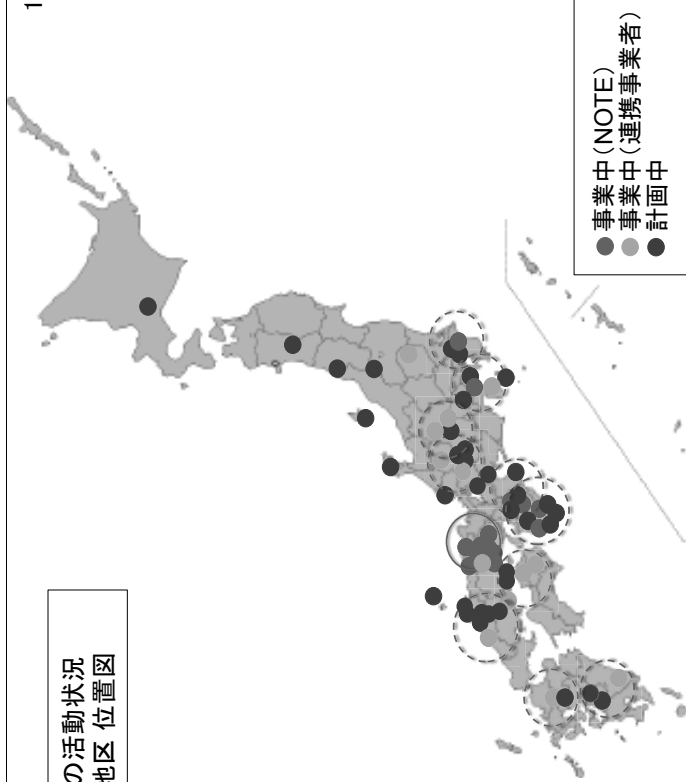 1
の活動状況
地区 位置図
事業中(NOTE)
事業中(連携事業者)
計画中